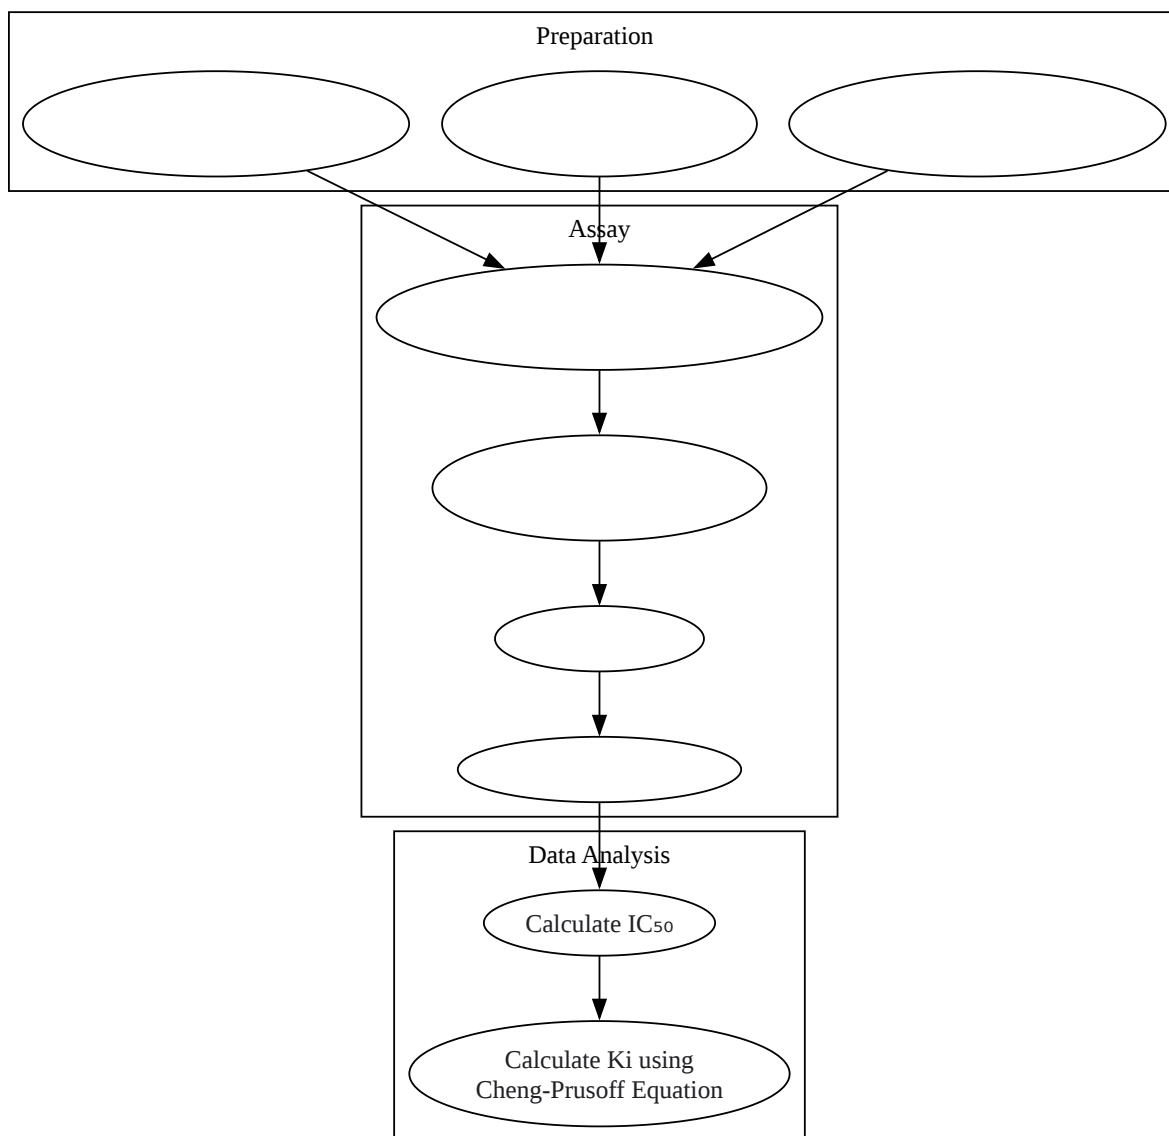 Preparation
Assay
Data Analysis
Calculate IC₅₀
Calculate Ki using
Cheng-Prusoff Equation